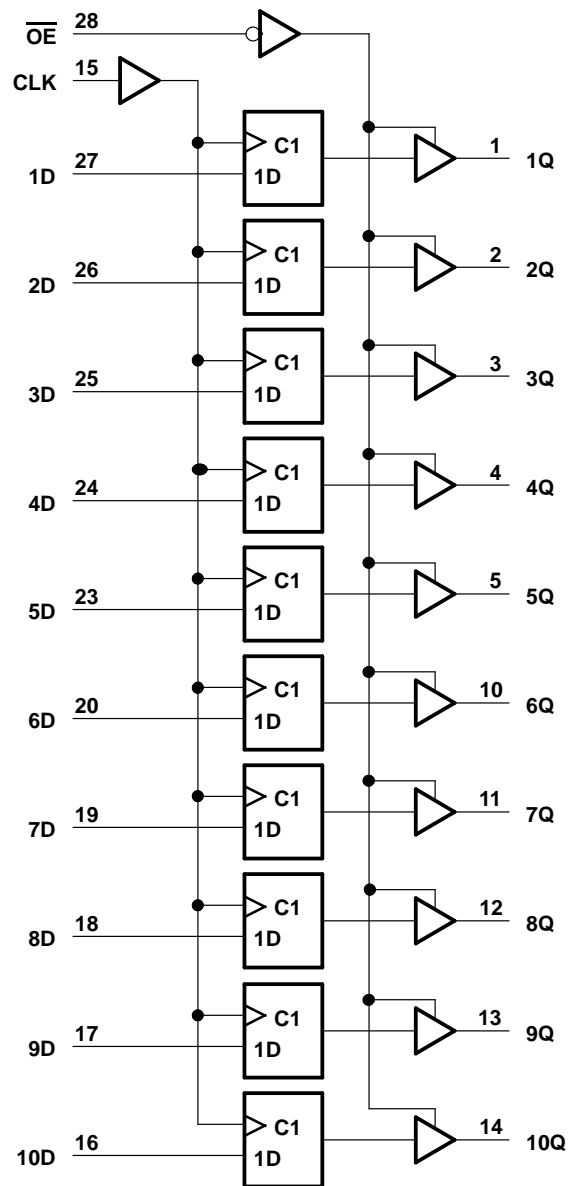 OE 28
CLK 15
C1
1D 27 1D 1 1Q
C1
2D 26 1D 2 2Q
C1
3D 25 1D 3 3Q
C1
4D 24 1D 4 4Q
C1
5D 23 1D 5 5Q
C1
6D 20 1D 10 6Q
C1
7D 19 1D 11 7Q
C1
8D 18 1D 12 8Q
C1
9D 17 1D 13 9Q
C1
10D 16 1D 14 10Q